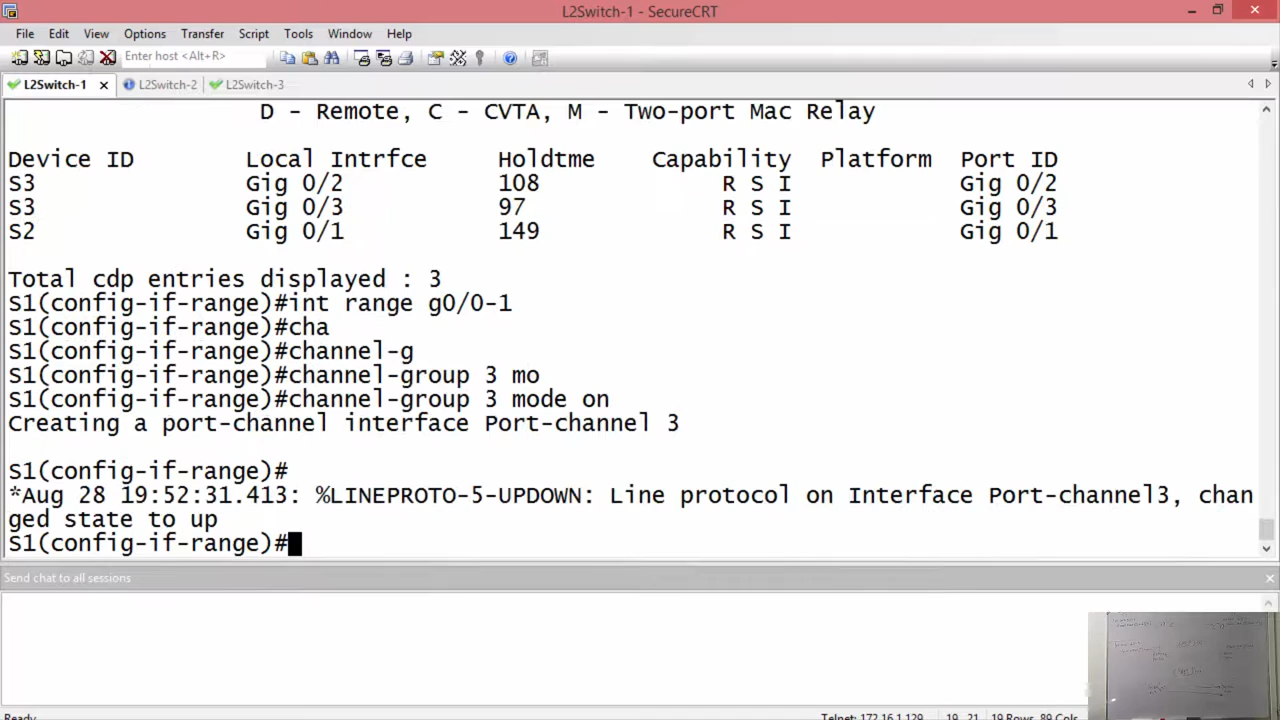 L2Switch-1 - SecureCRT
File Edit View Options Transfer Script Tools Window Help
Enter host <Alt+R>
L2Switch-1 L2Switch-2 L2Switch-3
D - Remote, C - CVTA, M - Two-port Mac Relay
Device ID Local Intrfce Holdtme Capability Platform Port ID
S3 Gig 0/2 108 R S I Gig 0/2
S3 Gig 0/3 97 R S I Gig 0/3
S2 Gig 0/1 149 R S I Gig 0/1
Total cdp entries displayed : 3
S1(config-if-range)#int range g0/0-1
S1(config-if-range)#cha
S1(config-if-range)#channel-g
S1(config-if-range)#channel-group 3 mo
S1(config-if-range)#channel-group 3 mode on
Creating a port-channel interface Port-channel 3
S1(config-if-range)#
*Aug 28 19:52:31.413: %LINEPROTO-5-UPDOWN: Line protocol on Interface Port-channel3, chan
ged state to up
S1(config-if-range)#
Send chat to all sessions
Ready Telnet: 172.16.1.129 19, 21 19 Rows, 89 Cols